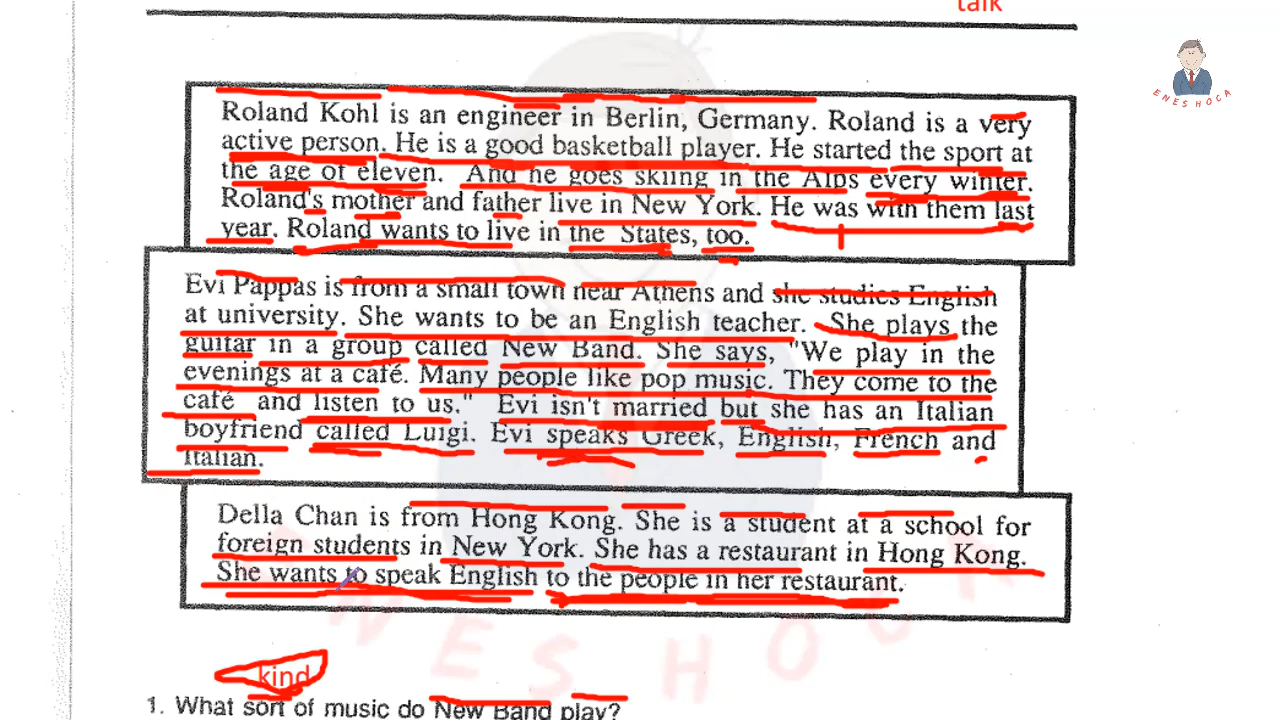 talk
ENES HOCA
Roland Kohl is an engineer in Berlin, Germany. Roland is a very
active person. He is a good basketball player. He started the sport at
the age of eleven. And he goes skiing in the Alps every winter.
Roland's mother and father live in New York. He was with them last
year. Roland wants to live in the States, too.
Evi Pappas is from a small town near Athens and she studies English
at university. She wants to be an English teacher. She plays the
guitar in a group called New Band. She says, "We play in the
evenings at a café. Many people like pop music. They come to the
café and listen to us." Evi isn't married but she has an Italian
boyfriend called Luigi. Evi speaks Greek, English, French and
Italian.
Della Chan is from Hong Kong. She is a student at a school for
foreign students in New York. She has a restaurant in Hong Kong.
She wants to speak English to the people in her restaurant.
ENES HOCA
kind
1. What sort of music do New Band play?